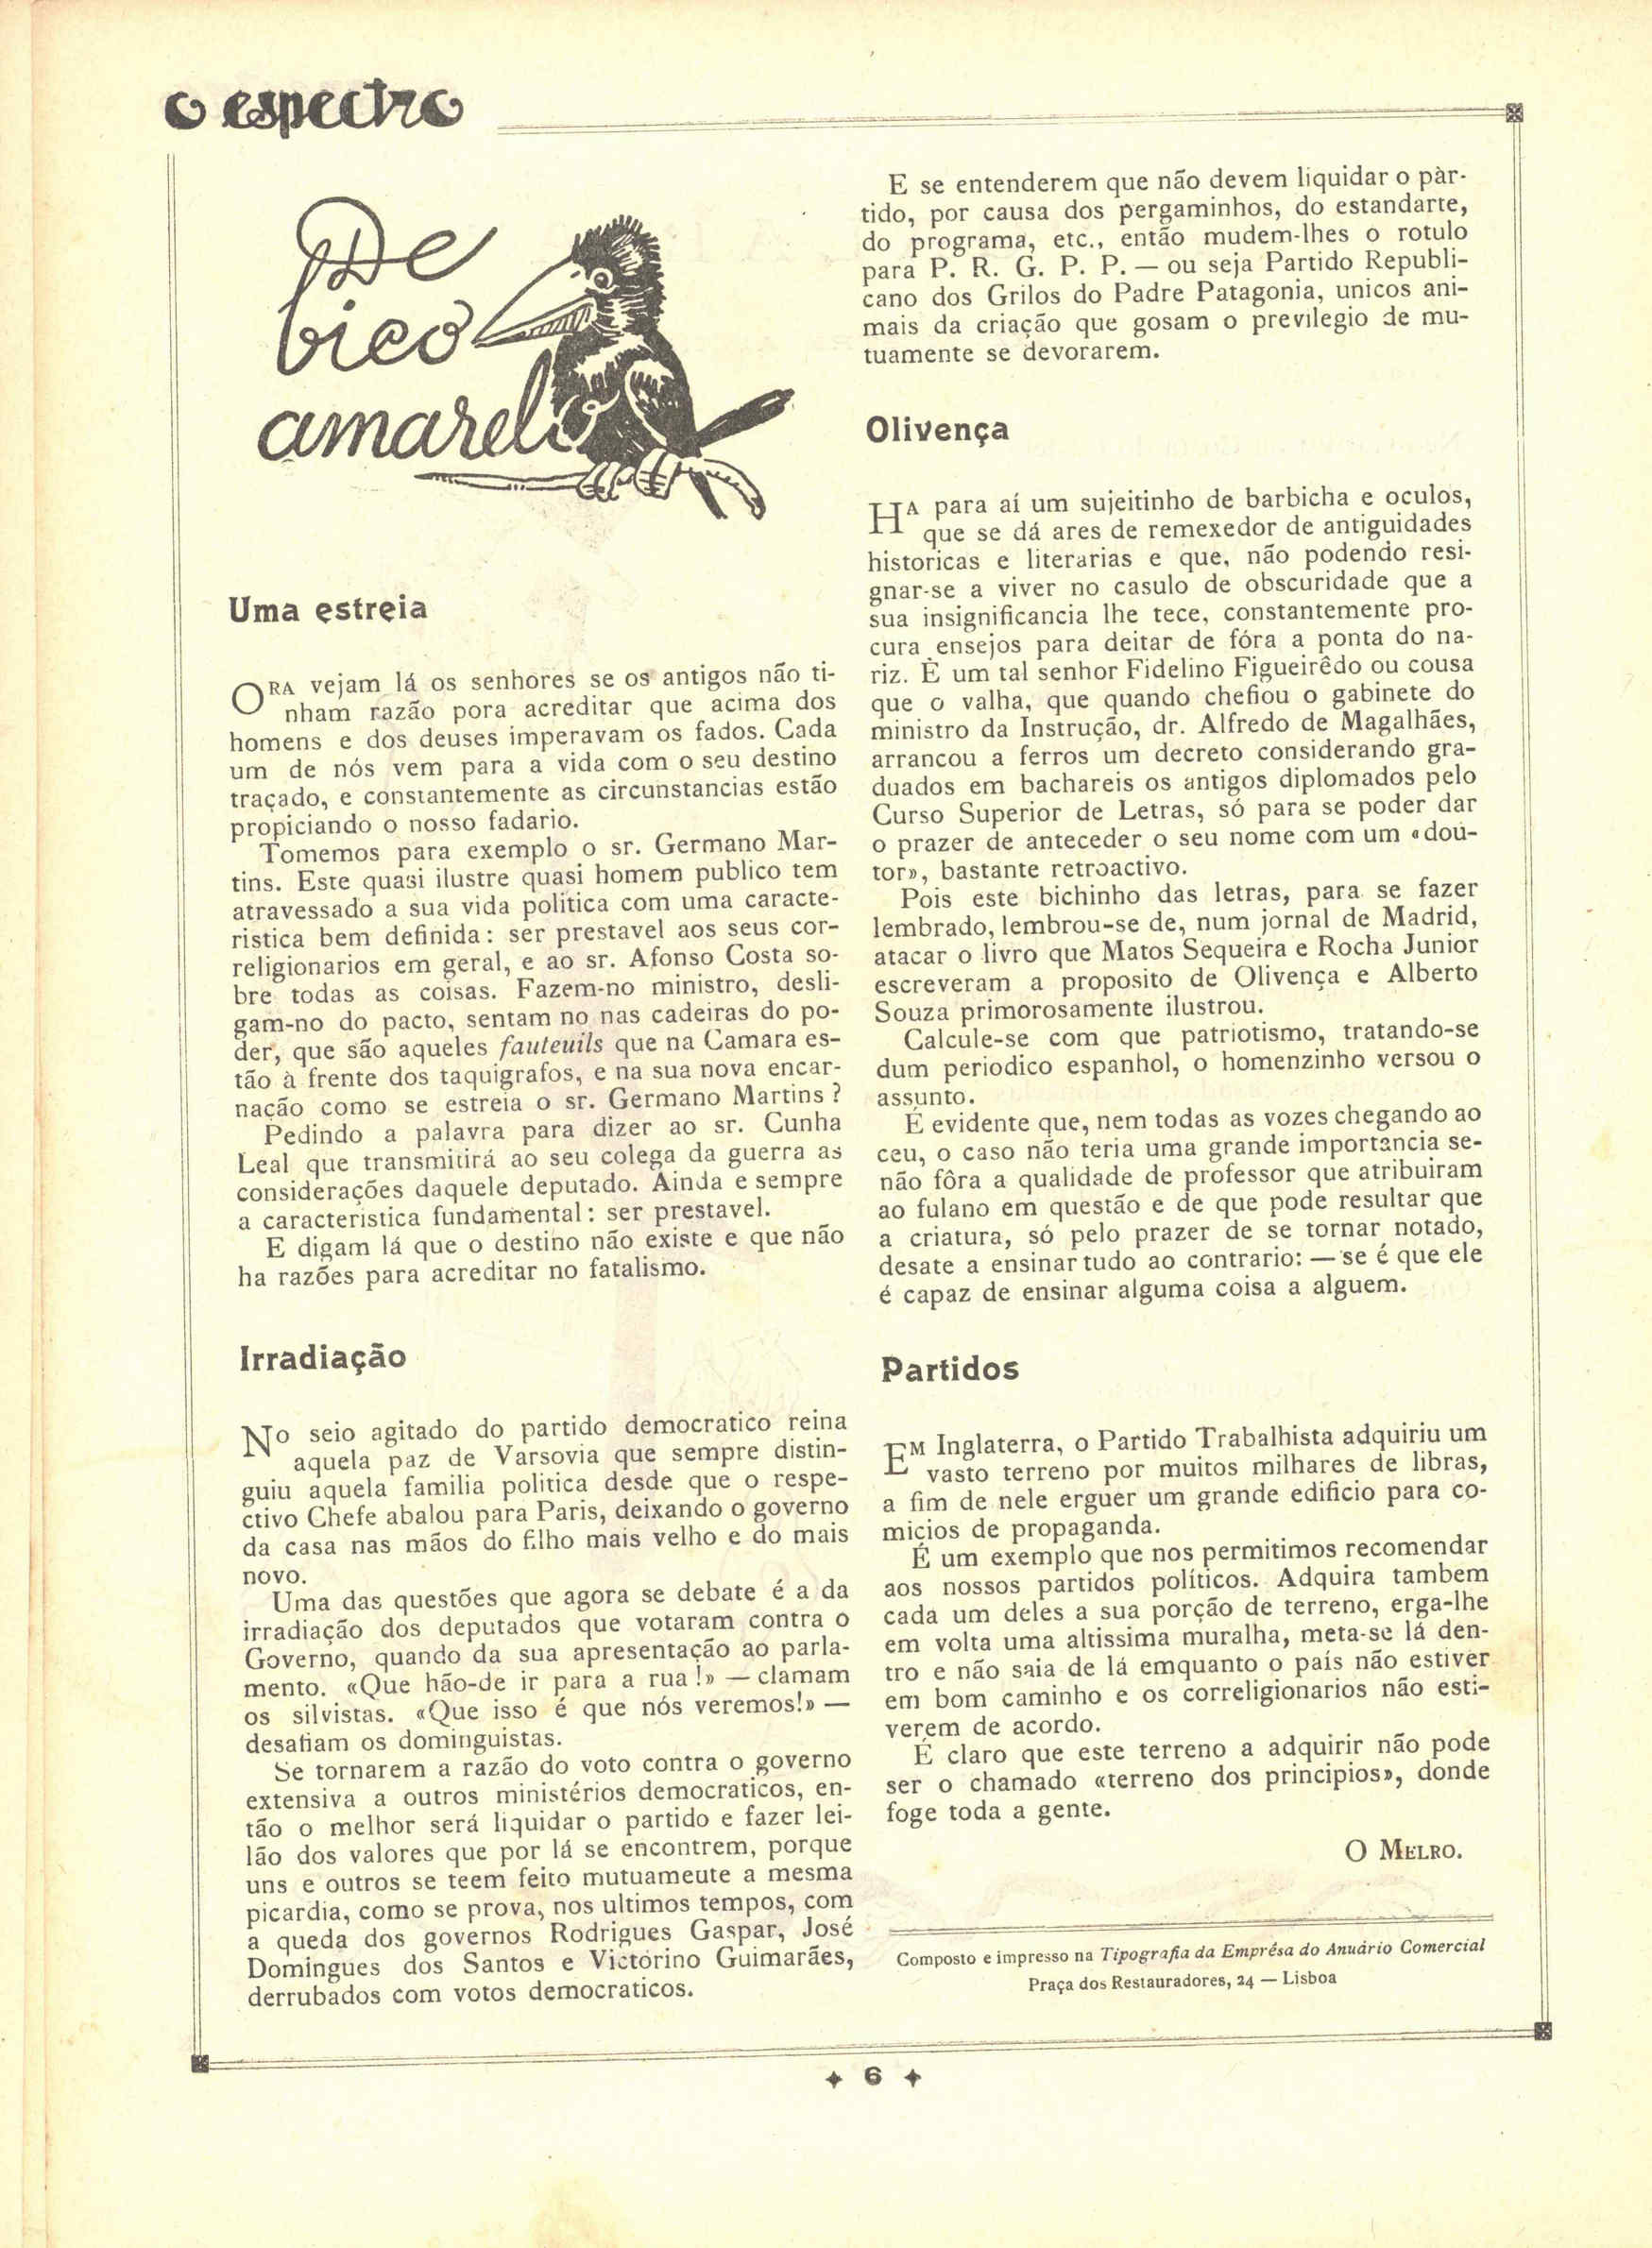 o espectro
De
bico
amarelo
Uma estreia
ORA vejam lá os senhores se os antigos não ti-
nham razão pora acreditar que acima dos
homens e dos deuses imperavam os fados. Cada
um de nós vem para a vida com o seu destino
traçado, e constantemente as circunstancias estão
propiciando o nosso fadario.
Tomemos para exemplo o sr. Germano Mar-
tins. Este quasi ilustre quasi homem publico tem
atravessado a sua vida politica com uma caracte-
ristica bem definida: ser prestavel aos seus cor-
religionarios em geral, e ao sr. Afonso Costa so-
bre todas as coisas. Fazem-no ministro, desli-
gam-no do pacto, sentam no nas cadeiras do po-
der, que são aqueles fauteuils que na Camara es-
tão à frente dos taquigrafos, e na sua nova encar-
nação como se estreia o sr. Germano Martins?
Pedindo a palavra para dizer ao sr. Cunha
Leal que transmitirá ao seu colega da guerra as
considerações daquele deputado. Ainda e sempre
a caracteristica fundamental: ser prestavel.
E digam lá que o destino não existe e que não
ha razões para acreditar no fatalismo.
Irradiação
NO seio agitado do partido democratico reina
aquela paz de Varsovia que sempre distin-
guiu aquela familia politica desde que o respe-
ctivo Chefe abalou para Paris, deixando o governo
da casa nas mãos do filho mais velho e do mais
novo.
Uma das questões que agora se debate é a da
irradiação dos deputados que votaram contra o
Governo, quando da sua apresentação ao parla-
mento. «Que hão-de ir para a rua!» — clamam
os silvistas. «Que isso é que nós veremos!» —
desafiam os dominguistas.
Se tornarem a razão do voto contra o governo
extensiva a outros ministérios democraticos, en-
tão o melhor será liquidar o partido e fazer lei-
lão dos valores que por lá se encontrem, porque
uns e outros se teem feito mutuameute a mesma
picardia, como se prova, nos ultimos tempos, com
a queda dos governos Rodrigues Gaspar, José
Domingues dos Santos e Victorino Guimarães,
derrubados com votos democraticos.
E se entenderem que não devem liquidar o pàr-
tido, por causa dos pergaminhos, do estandarte,
do programa, etc., então mudem-lhes o rotulo
para P. R. G. P. P. — ou seja Partido Republi-
cano dos Grilos do Padre Patagonia, unicos ani-
mais da criação que gosam o previlegio de mu-
tuamente se devorarem.
Olivença
HA para aí um sujeitinho de barbicha e oculos,
que se dá ares de remexedor de antiguidades
historicas e literarias e que, não podendo resi-
gnar-se a viver no casulo de obscuridade que a
sua insignificancia lhe tece, constantemente pro-
cura ensejos para deitar de fóra a ponta do na-
riz. É um tal senhor Fidelino Figueirêdo ou cousa
que o valha, que quando chefiou o gabinete do
ministro da Instrução, dr. Alfredo de Magalhães,
arrancou a ferros um decreto considerando gra-
duados em bachareis os antigos diplomados pelo
Curso Superior de Letras, só para se poder dar
o prazer de anteceder o seu nome com um «dou-
tor», bastante retroactivo.
Pois este bichinho das letras, para se fazer
lembrado, lembrou-se de, num jornal de Madrid,
atacar o livro que Matos Sequeira e Rocha Junior
escreveram a proposito de Olivença e Alberto
Souza primorosamente ilustrou.
Calcule-se com que patriotismo, tratando-se
dum periodico espanhol, o homenzinho versou o
assunto.
É evidente que, nem todas as vozes chegando ao
ceu, o caso não teria uma grande importancia se-
não fôra a qualidade de professor que atribuiram
ao fulano em questão e de que pode resultar que
a criatura, só pelo prazer de se tornar notado,
desate a ensinar tudo ao contrario: — se é que ele
é capaz de ensinar alguma coisa a alguem.
Partidos
EM Inglaterra, o Partido Trabalhista adquiriu um
vasto terreno por muitos milhares de libras,
a fim de nele erguer um grande edificio para co-
micios de propaganda.
É um exemplo que nos permitimos recomendar
aos nossos partidos políticos. Adquira tambem
cada um deles a sua porção de terreno, erga-lhe
em volta uma altissima muralha, meta-se lá den-
tro e não saia de lá emquanto o país não estiver
em bom caminho e os correligionarios não esti-
verem de acordo.
É claro que este terreno a adquirir não pode
ser o chamado «terreno dos principios», donde
foge toda a gente.
O MELRO.
Composto e impresso na Tipografia da Emprêsa do Anuário Comercial
Praça dos Restauradores, 24 — Lisboa
6